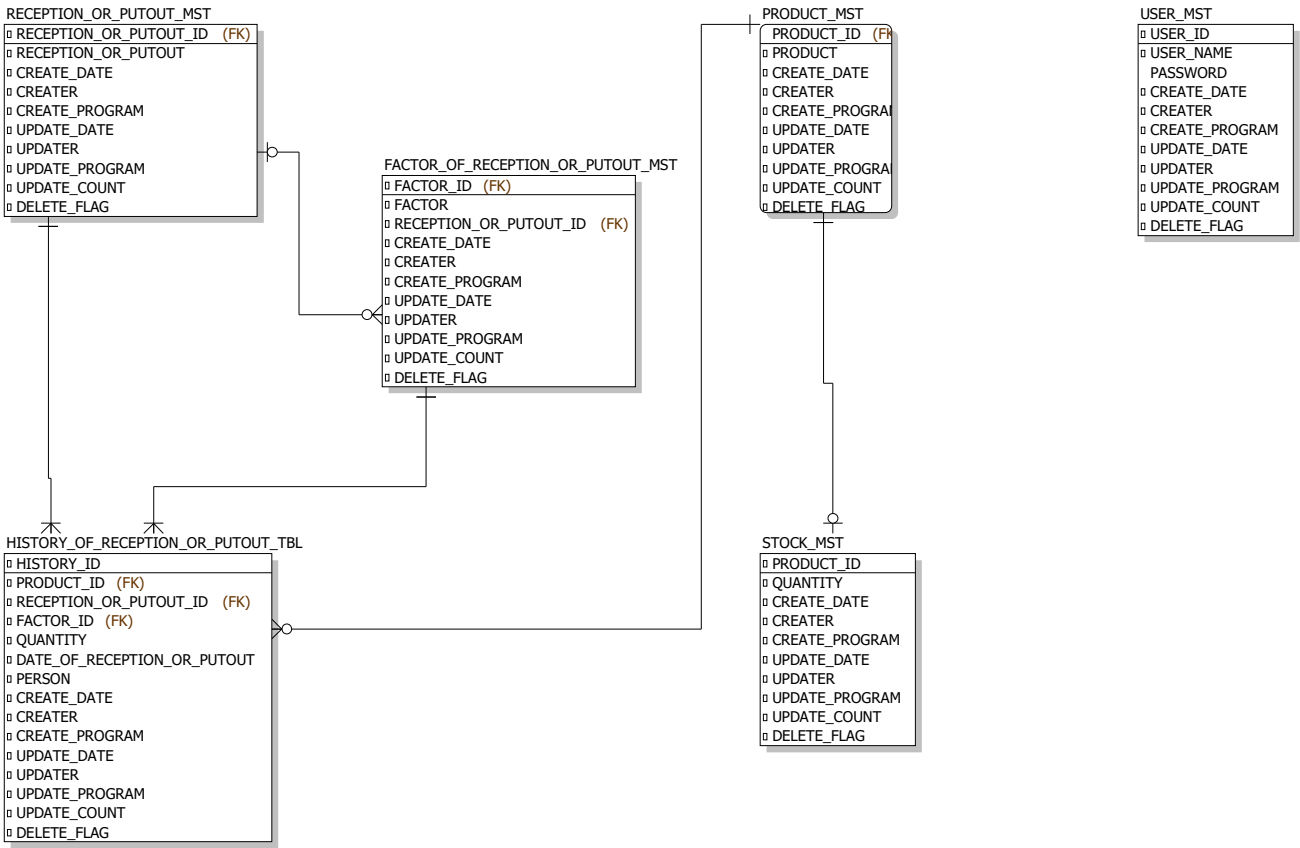 RECEPTION_OR_PUTOUT_MST
RECEPTION_OR_PUTOUT_ID (FK)
RECEPTION_OR_PUTOUT
CREATE_DATE
CREATER
CREATE_PROGRAM
UPDATE_DATE
UPDATER
UPDATE_PROGRAM
UPDATE_COUNT
DELETE_FLAG
FACTOR_OF_RECEPTION_OR_PUTOUT_MST
FACTOR_ID (FK)
FACTOR
RECEPTION_OR_PUTOUT_ID (FK)
CREATE_DATE
CREATER
CREATE_PROGRAM
UPDATE_DATE
UPDATER
UPDATE_PROGRAM
UPDATE_COUNT
DELETE_FLAG
PRODUCT_MST
PRODUCT_ID (FK
PRODUCT
CREATE_DATE
CREATER
CREATE_PROGRA
UPDATE_DATE
UPDATER
UPDATE_PROGRA
UPDATE_COUNT
DELETE_FLAG
USER_MST
USER_ID
USER_NAME
PASSWORD
CREATE_DATE
CREATER
CREATE_PROGRAM
UPDATE_DATE
UPDATER
UPDATE_PROGRAM
UPDATE_COUNT
DELETE_FLAG
HISTORY_OF_RECEPTION_OR_PUTOUT_TBL
HISTORY_ID
PRODUCT_ID (FK)
RECEPTION_OR_PUTOUT_ID (FK)
FACTOR_ID (FK)
QUANTITY
DATE_OF_RECEPTION_OR_PUTOUT
PERSON
CREATE_DATE
CREATER
CREATE_PROGRAM
UPDATE_DATE
UPDATER
UPDATE_PROGRAM
UPDATE_COUNT
DELETE_FLAG
STOCK_MST
PRODUCT_ID
QUANTITY
CREATE_DATE
CREATER
CREATE_PROGRAM
UPDATE_DATE
UPDATER
UPDATE_PROGRAM
UPDATE_COUNT
DELETE_FLAG